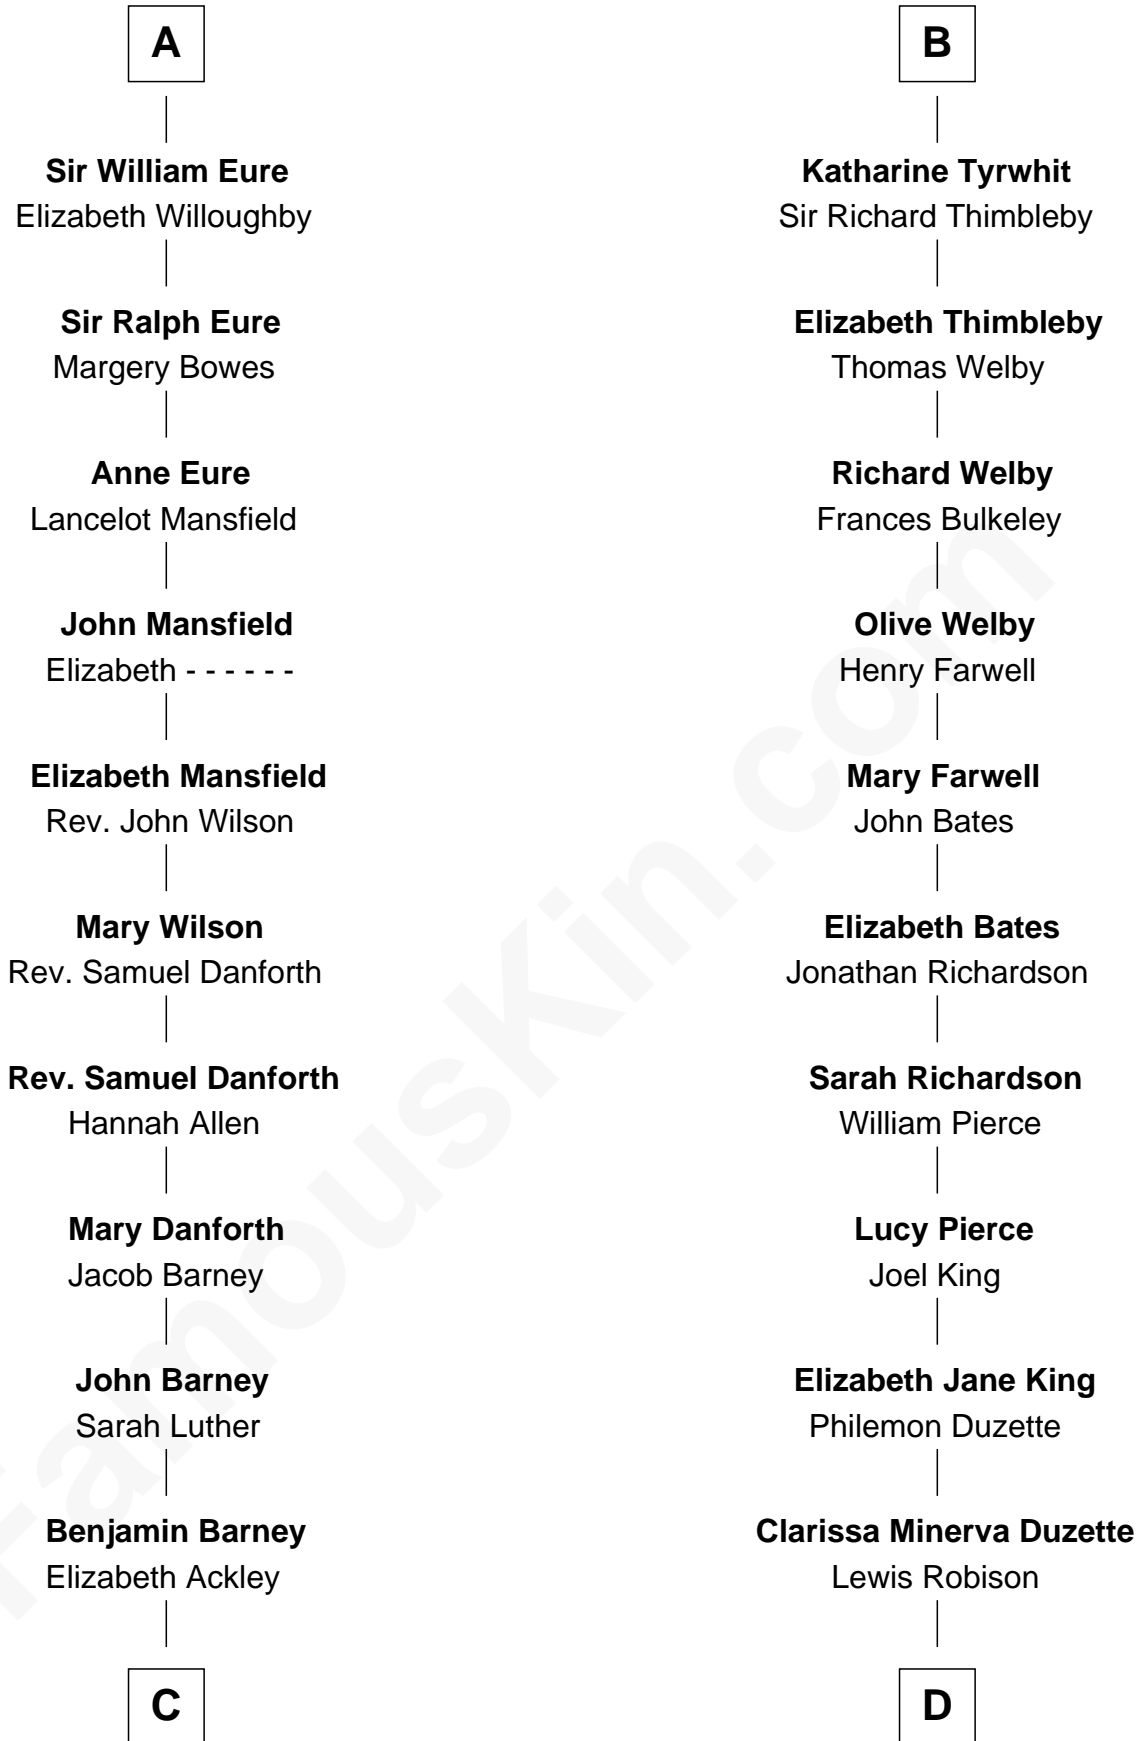 A
Sir William Eure
Elizabeth Willoughby
Sir Ralph Eure
Margery Bowes
Anne Eure
Lancelot Mansfield
John Mansfield
Elizabeth - - - - - -
Elizabeth Mansfield
Rev. John Wilson
Mary Wilson
Rev. Samuel Danforth
Rev. Samuel Danforth
Hannah Allen
Mary Danforth
Jacob Barney
John Barney
Sarah Luther
Benjamin Barney
Elizabeth Ackley
C
B
Katharine Tyrwhit
Sir Richard Thimbleby
Elizabeth Thimbleby
Thomas Welby
Richard Welby
Frances Bulkeley
Olive Welby
Henry Farwell
Mary Farwell
John Bates
Elizabeth Bates
Jonathan Richardson
Sarah Richardson
William Pierce
Lucy Pierce
Joel King
Elizabeth Jane King
Philemon Duzette
Clarissa Minerva Duzette
Lewis Robison
D
FamousKin.com